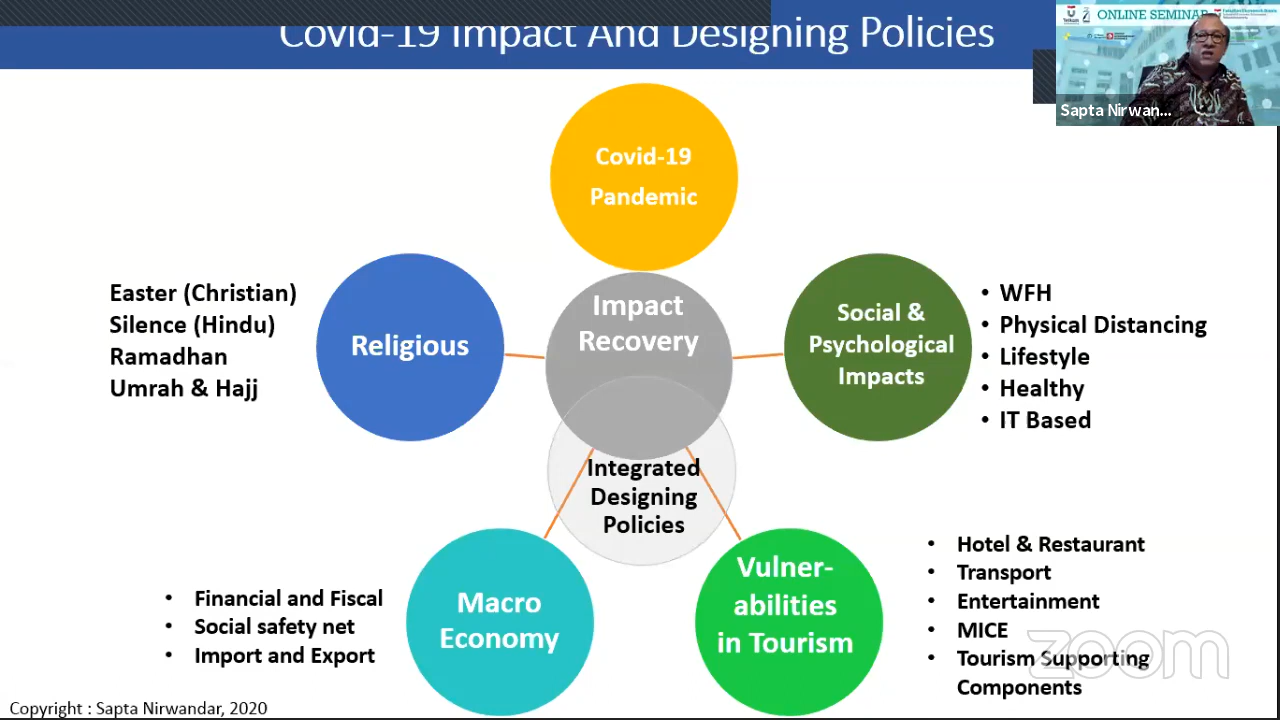 Covid-19 Impact And Designing Policies
ONLINE SEMINAR
Sapta Nirwan...
Covid-19
Pandemic
Easter (Christian)
Silence (Hindu)
Ramadhan
Umrah & Hajj
Religious
Impact
Recovery
Social &
Psychological
Impacts
• WFH
• Physical Distancing
• Lifestyle
• Healthy
• IT Based
Integrated
Designing
Policies
• Financial and Fiscal
• Social safety net
• Import and Export
Macro
Economy
Vulner-
abilities
in Tourism
• Hotel & Restaurant
• Transport
• Entertainment
• MICE
• Tourism Supporting
Components
zoom
Copyright : Sapta Nirwandar, 2020